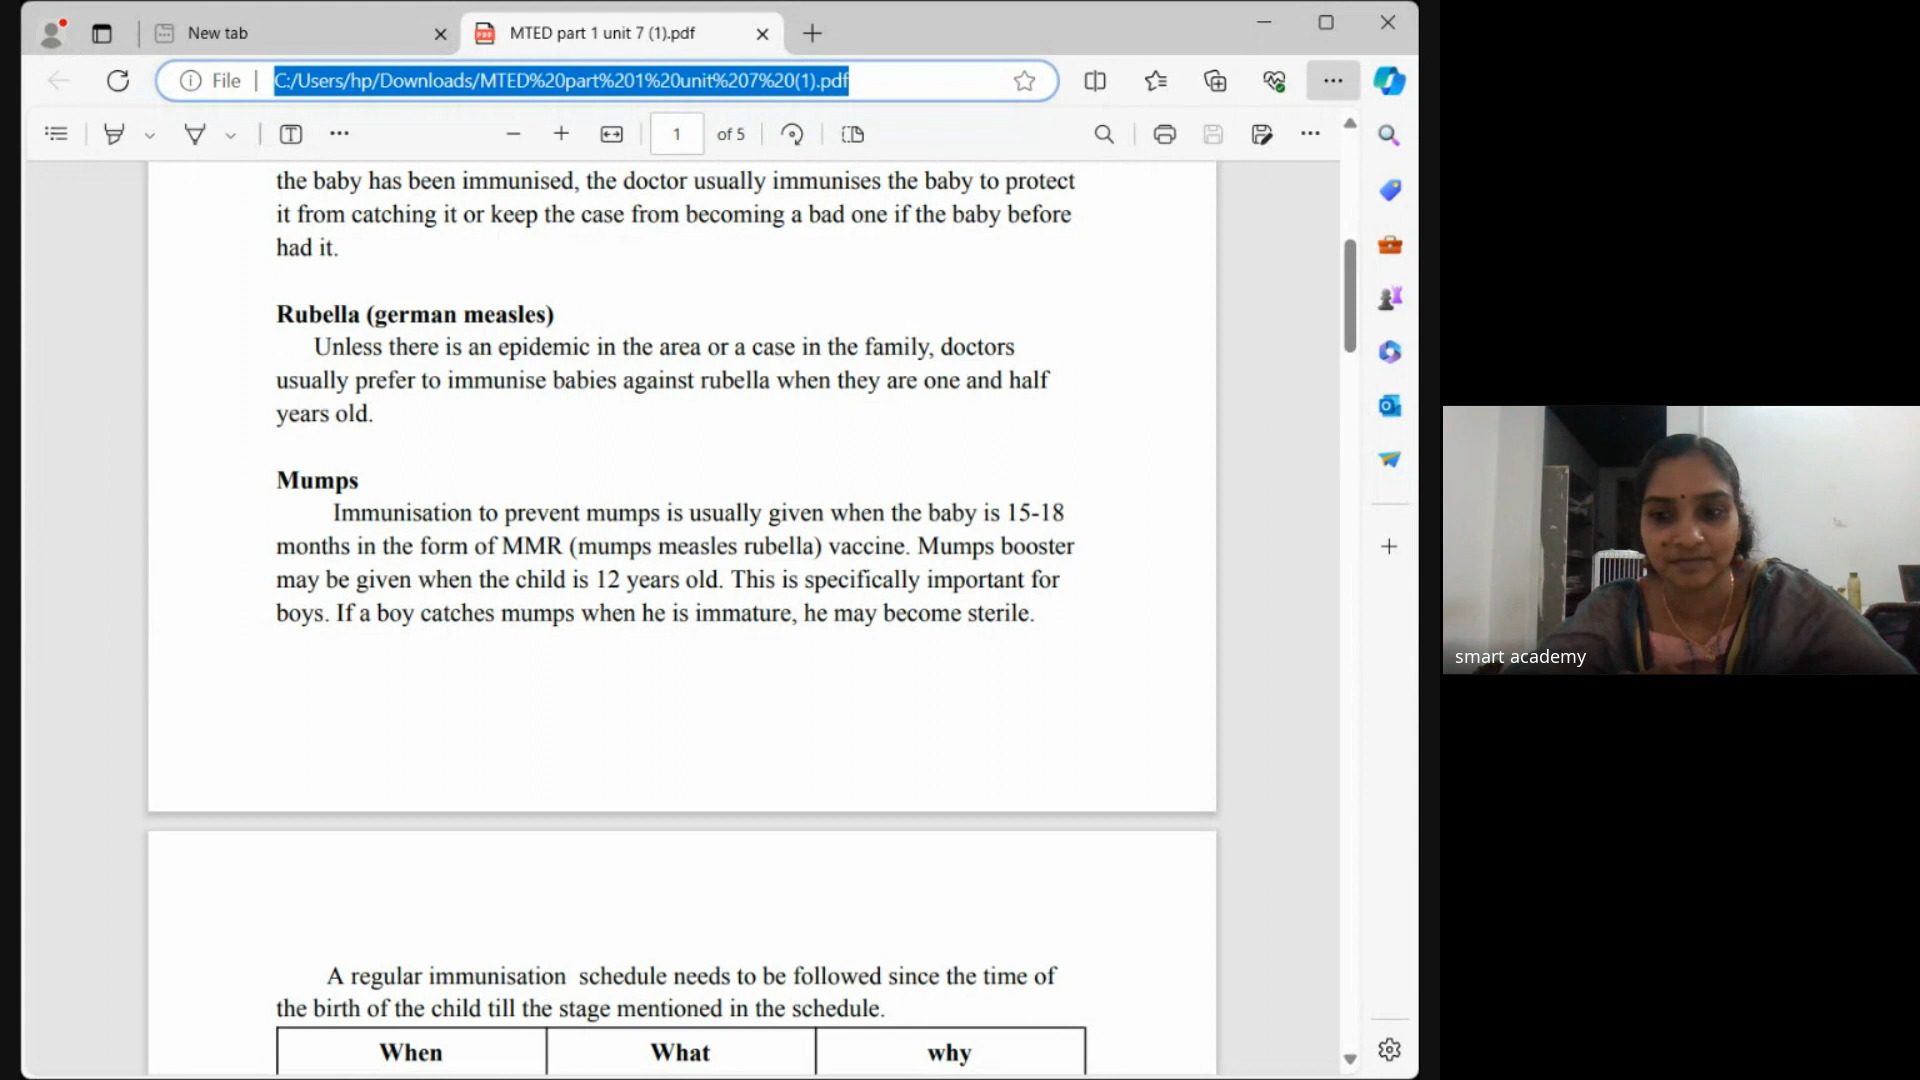 New tab
MTED part 1 unit 7 (1).pdf
File
C:/Users/hp/Downloads/MTED%20part%201%20unit%207%20(1).pdf
1 of 5
the baby has been immunised, the doctor usually immunises the baby to protect
it from catching it or keep the case from becoming a bad one if the baby before
had it.
Rubella (german measles)
Unless there is an epidemic in the area or a case in the family, doctors
usually prefer to immunise babies against rubella when they are one and half
years old.
Mumps
Immunisation to prevent mumps is usually given when the baby is 15-18
months in the form of MMR (mumps measles rubella) vaccine. Mumps booster
may be given when the child is 12 years old. This is specifically important for
boys. If a boy catches mumps when he is immature, he may become sterile.
A regular immunisation schedule needs to be followed since the time of
the birth of the child till the stage mentioned in the schedule.
When What why
smart academy